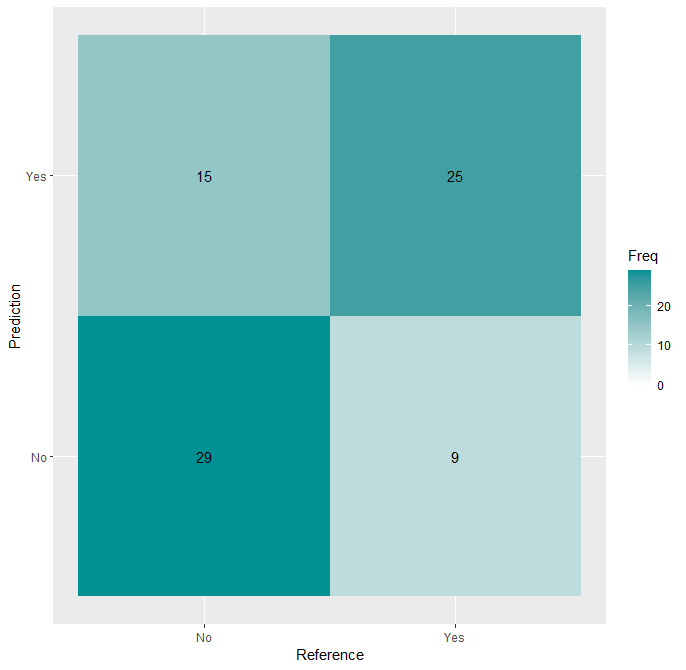 Yes
15
25
Prediction
No
29
9
No
Yes
Reference
Freq
20
10
0